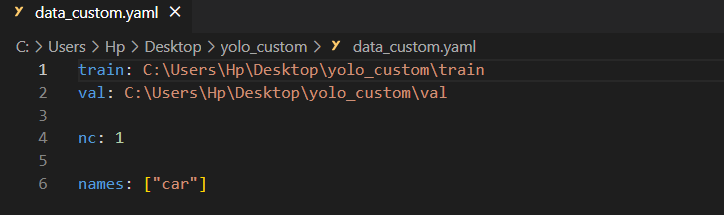 data_custom.yaml
C: > Users > Hp > Desktop > yolo_custom > data_custom.yaml
1 train: C:\Users\Hp\Desktop\yolo_custom\train
2 val: C:\Users\Hp\Desktop\yolo_custom\val
3
4 nc: 1
5
6 names: ["car"]